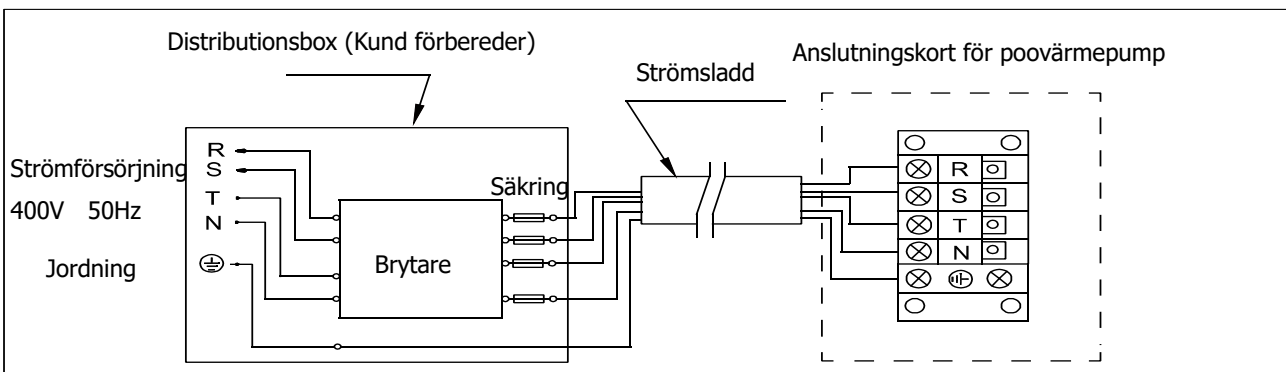 Distributionsbox (Kund förbereder)
Strömsladd
Anslutningskort för poovärmepump
Strömförsörjning
400V 50Hz
Jordning
R
S
T
N
Säkring
Brytare
R
S
T
N